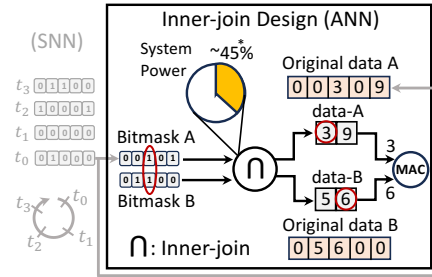 Inner-join Design (ANN)
(SNN)
System
Power
~45%*
Original data A
0 0 3 0 9
t3 0 1 1 0 0
t2 1 0 0 0 1
t1 0 0 0 0 0
t0 0 1 0 0 0
Bitmask A
0 0 1 0 1
0 1 1 0 0
Bitmask B
∩
data-A
3 9
3
MAC
data-B
5 6
6
t3 t0
t2 t1
∩: Inner-join
Original data B
0 5 6 0 0